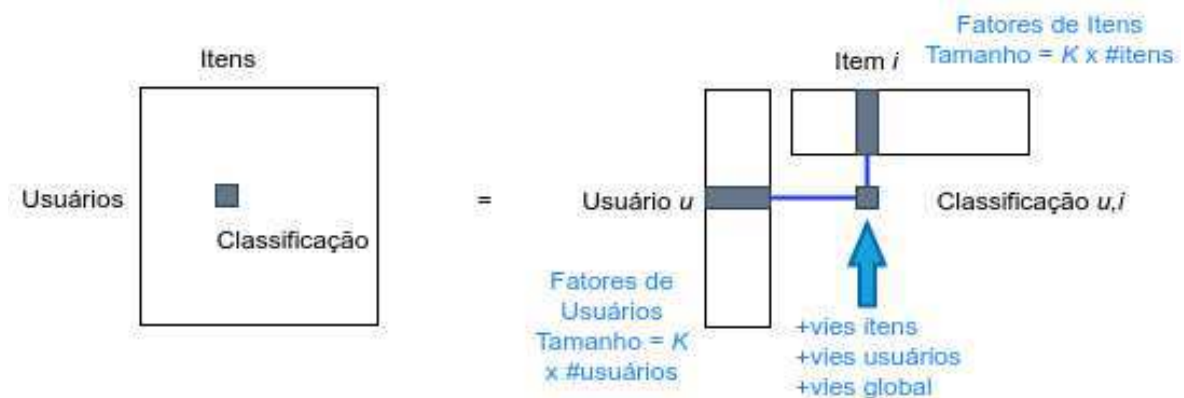 Itens
Usuários
Classificação
=
Fatores de Itens
Tamanho = K x #itens
Item i
Usuário u
Classificação u,i
Fatores de
Usuários
Tamanho = K
x #usuários
+vies itens
+vies usuários
+vies global